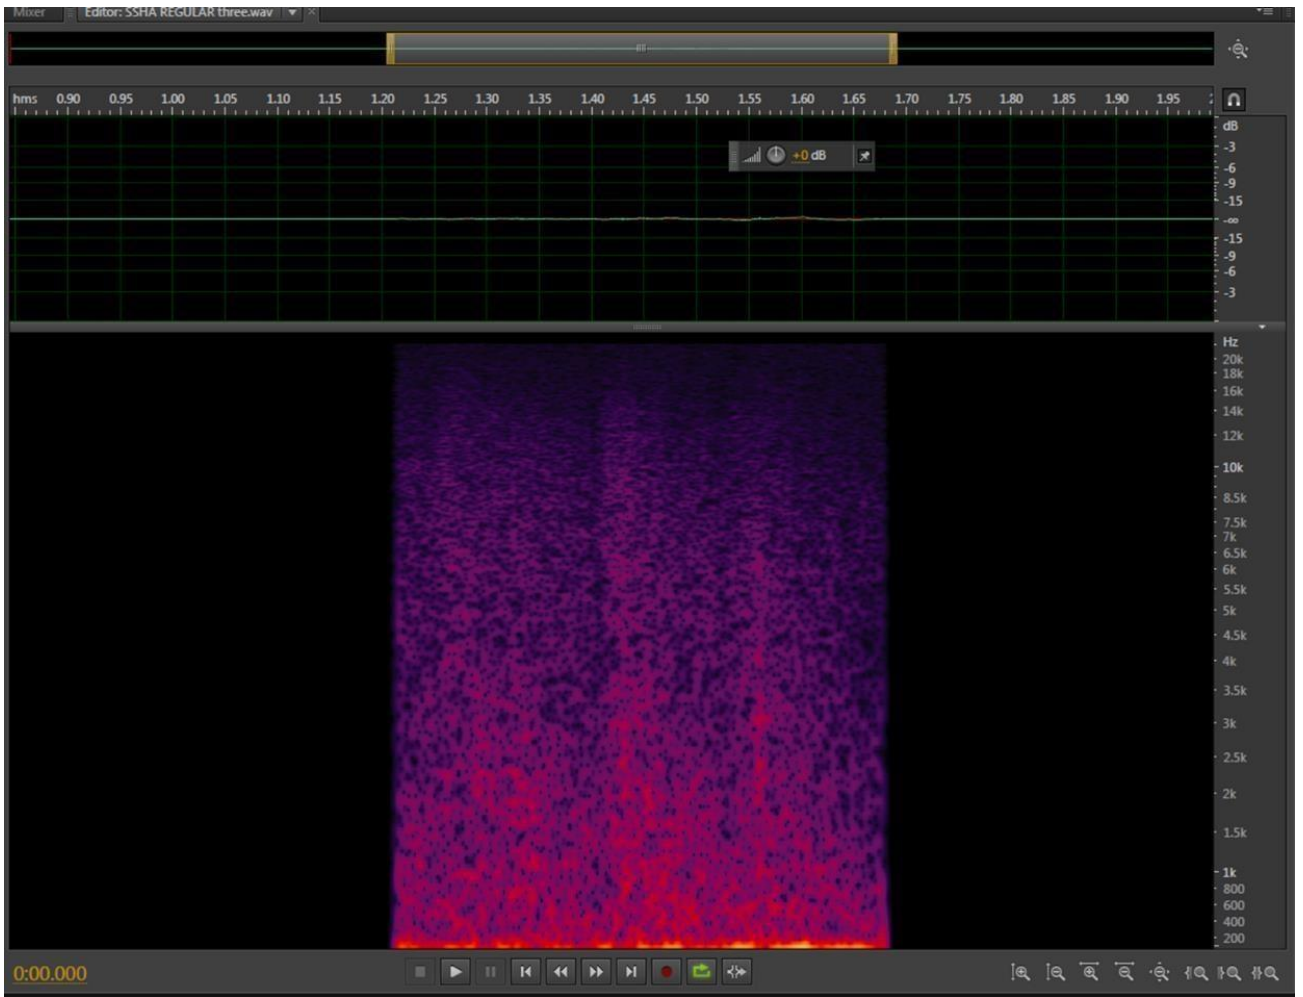 Mixer Editor: SSHA REGULAR three.wav
hms 0.90 0.95 1.00 1.05 1.10 1.15 1.20 1.25 1.30 1.35 1.40 1.45 1.50 1.55 1.60 1.65 1.70 1.75 1.80 1.85 1.90 1.95
dB
+0 dB
-3
-6
-9
-15
-∞
-15
-9
-6
-3
Hz
20k
18k
16k
14k
12k
10k
8.5k
7.5k
7k
6.5k
6k
5.5k
5k
4.5k
4k
3.5k
3k
2.5k
2k
1.5k
1k
800
600
400
200
0:00.000